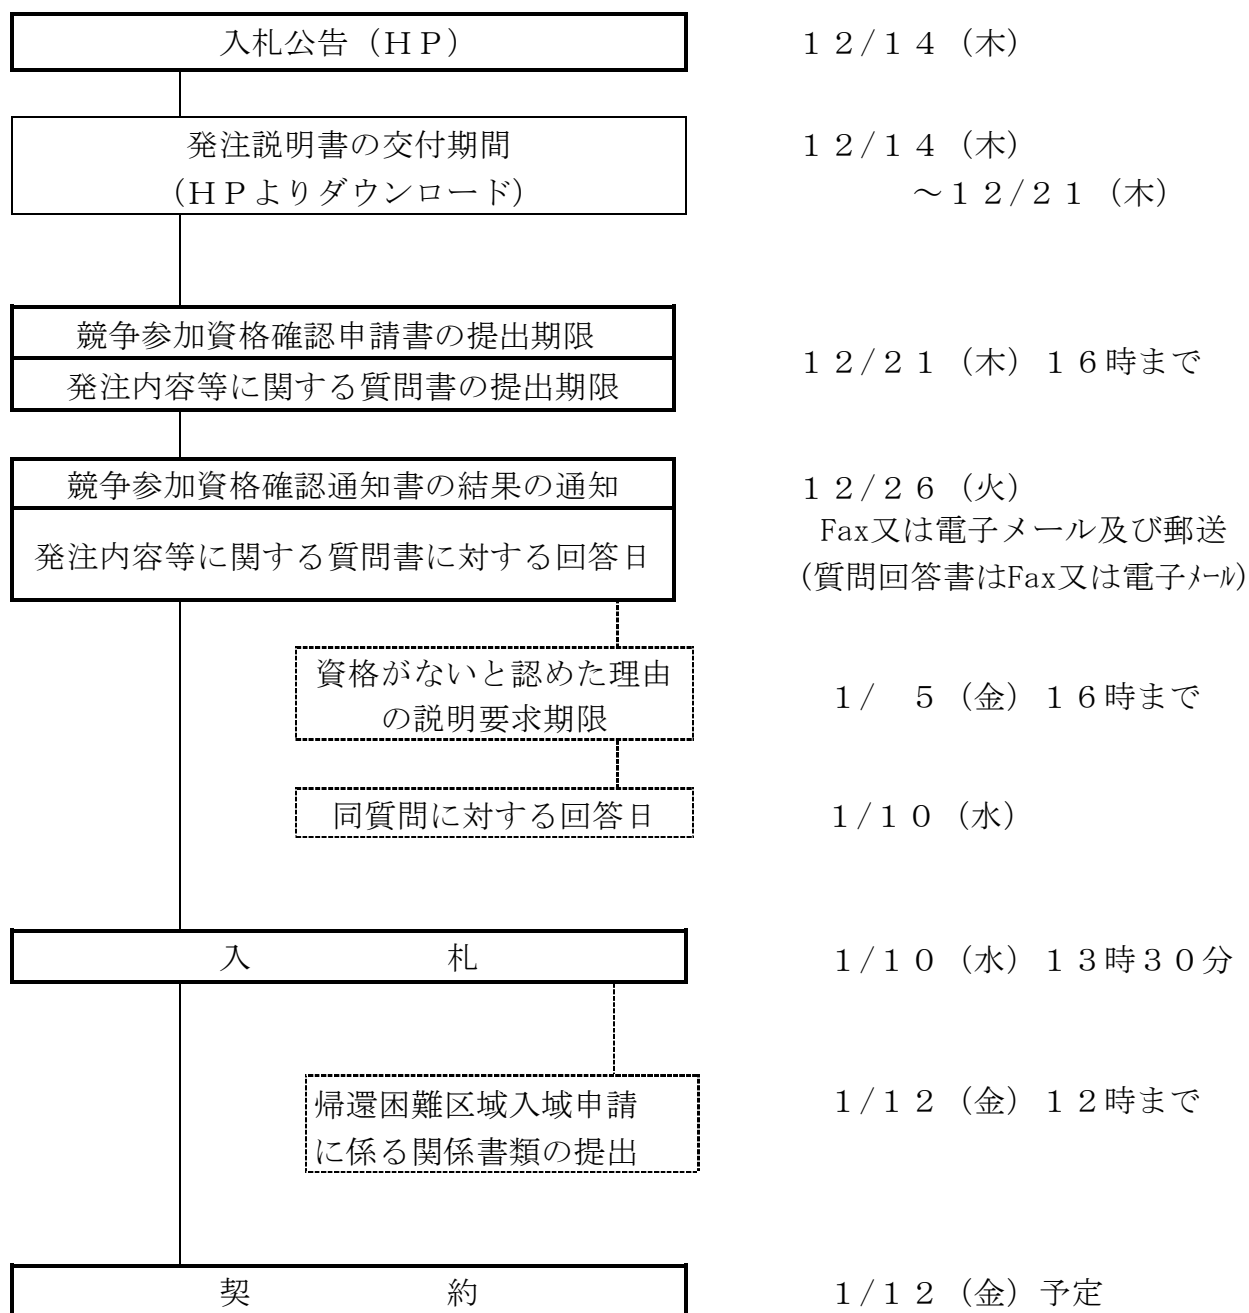 入札公告（ＨＰ）　１２/１４（木）
発注説明書の交付期間　１２/１４（木）
（ＨＰよりダウンロード）　～１２/２１（木）
競争参加資格確認申請書の提出期限
１２/２１（木）１６時まで
発注内容等に関する質問書の提出期限
競争参加資格確認通知書の結果の通知　１２/２６（火）
Fax又は電子メール及び郵送
発注内容等に関する質問書に対する回答日
(質問回答書はFax又は電子ﾒｰﾙ)
資格がないと認めた理由
１/　５（金）１６時まで
の説明要求期限
同質問に対する回答日　１/１０（水）
入　　　　札　１/１０（水）１３時３０分
帰還困難区域入域申請　１/１２（金）１２時まで
に係る関係書類の提出
契　　　　約　１/１２（金）予定